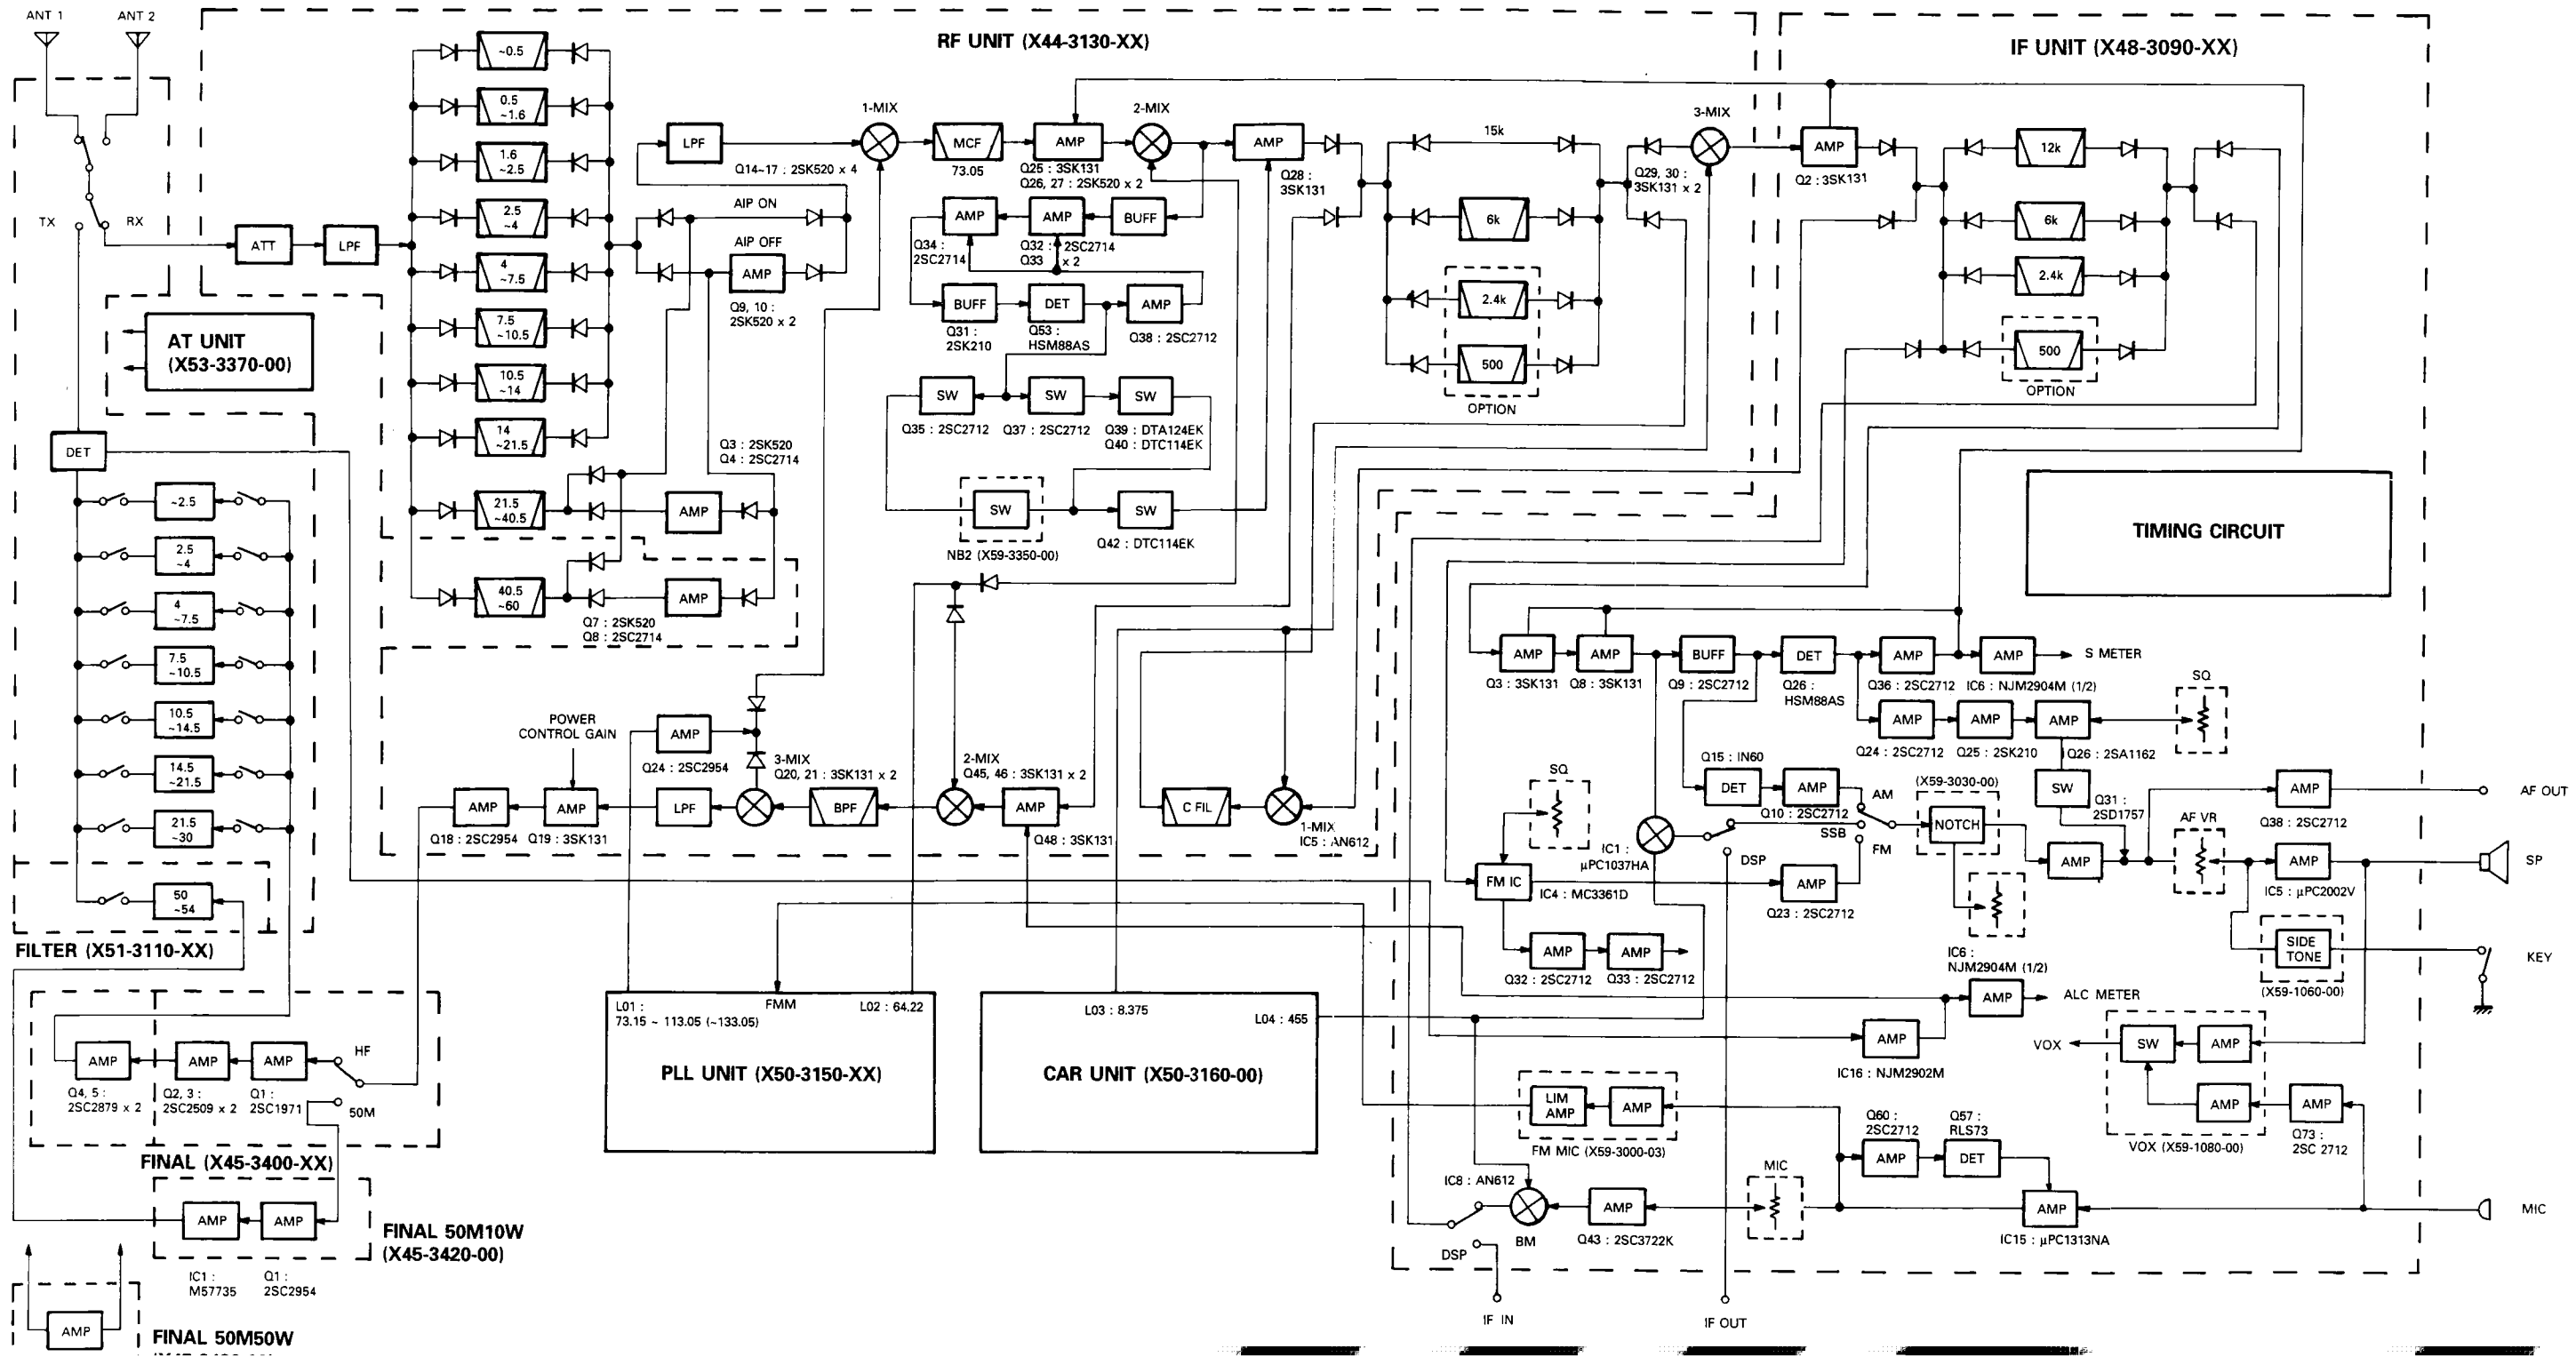 ANT 1
ANT 2
RF UNIT (X44-3130-XX)
IF UNIT (X48-3090-XX)
TX
RX
ATT
LPF
~0.5
0.5
~1.6
1.6
~2.5
2.5
~4
4
~7.5
7.5
~10.5
10.5
~14
14
~21.5
21.5
~40.5
40.5
~60
LPF
1-MIX
Q14~17 : 2SK520 x 4
AIP ON
AIP OFF
AMP
Q9, 10 :
2SK520 x 2
MCF
73.05
AMP
Q25 : 3SK131
Q26, 27 : 2SK520 x 2
2-MIX
AMP
Q28 :
3SK131
AMP
AMP
BUFF
Q34 :
2SC2714
Q32 : 2SC2714
Q33 x 2
BUFF
DET
AMP
Q31 :
2SK210
Q53 :
HSM88AS
Q38 : 2SC2712
SW
SW
SW
Q35 : 2SC2712
Q37 : 2SC2712
Q39 : DTA124EK
Q40 : DTC114EK
SW
SW
NB2 (X59-3350-00)
Q42 : DTC114EK
15k
6k
2.4k
500
OPTION
3-MIX
Q29, 30 :
3SK131 x 2
AMP
Q2 : 3SK131
12k
6k
2.4k
500
OPTION
Q3 : 2SK520
Q4 : 2SC2714
AMP
AMP
Q7 : 2SK520
Q8 : 2SC2714
AT UNIT
(X53-3370-00)
DET
~2.5
2.5
~4
4
~7.5
7.5
~10.5
10.5
~14.5
14.5
~21.5
21.5
~30
50
~54
FILTER (X51-3110-XX)
TIMING CIRCUIT
AMP
AMP
BUFF
DET
AMP
AMP
S METER
Q3 : 3SK131
Q8 : 3SK131
Q9 : 2SC2712
Q26 :
HSM88AS
Q36 : 2SC2712
IC6 : NJM2904M (1/2)
AMP
AMP
AMP
SQ
Q24 : 2SC2712
Q25 : 2SK210
Q26 : 2SA1162
POWER
CONTROL GAIN
AMP
Q24 : 2SC2954
3-MIX
Q20, 21 : 3SK131 x 2
2-MIX
Q45, 46 : 3SK131 x 2
AMP
AMP
LPF
BPF
AMP
C FIL
Q18 : 2SC2954
Q19 : 3SK131
Q48 : 3SK131
1-MIX
IC5 : AN612
Q15 : IN60
DET
AMP
Q10 : 2SC2712
AM
SSB
FM
DSP
SQ
(X59-3030-00)
NOTCH
SW
Q31 :
2SD1757
AMP
AF VR
AMP
Q38 : 2SC2712
AF OUT
AMP
IC5 : μPC2002V
SP
IC1 :
μPC1037HA
FM IC
IC4 : MC3361D
AMP
Q23 : 2SC2712
AMP
AMP
Q32 : 2SC2712
Q33 : 2SC2712
SIDE
TONE
(X59-1060-00)
KEY
IC6 :
NJM2904M (1/2)
AMP
ALC METER
AMP
IC16 : NJM2902M
L01 :
73.15 ~ 113.05 (~133.05)
FMM
L02 : 64.22
PLL UNIT (X50-3150-XX)
L03 : 8.375
L04 : 455
CAR UNIT (X50-3160-00)
VOX
SW
AMP
AMP
AMP
VOX (X59-1080-00)
Q73 :
2SC 2712
AMP
AMP
AMP
HF
50M
Q4, 5 :
2SC2879 x 2
Q2, 3 :
2SC2509 x 2
Q1 :
2SC1971
FINAL (X45-3400-XX)
LIM
AMP
AMP
FM MIC (X59-3000-03)
Q60 :
2SC2712
Q57 :
RLS73
AMP
DET
IC8 : AN612
BM
AMP
Q43 : 2SC3722K
MIC
AMP
IC15 : μPC1313NA
MIC
DSP
IF IN
IF OUT
AMP
AMP
FINAL 50M10W
(X45-3420-00)
IC1 :
M57735
Q1 :
2SC2954
AMP
FINAL 50M50W